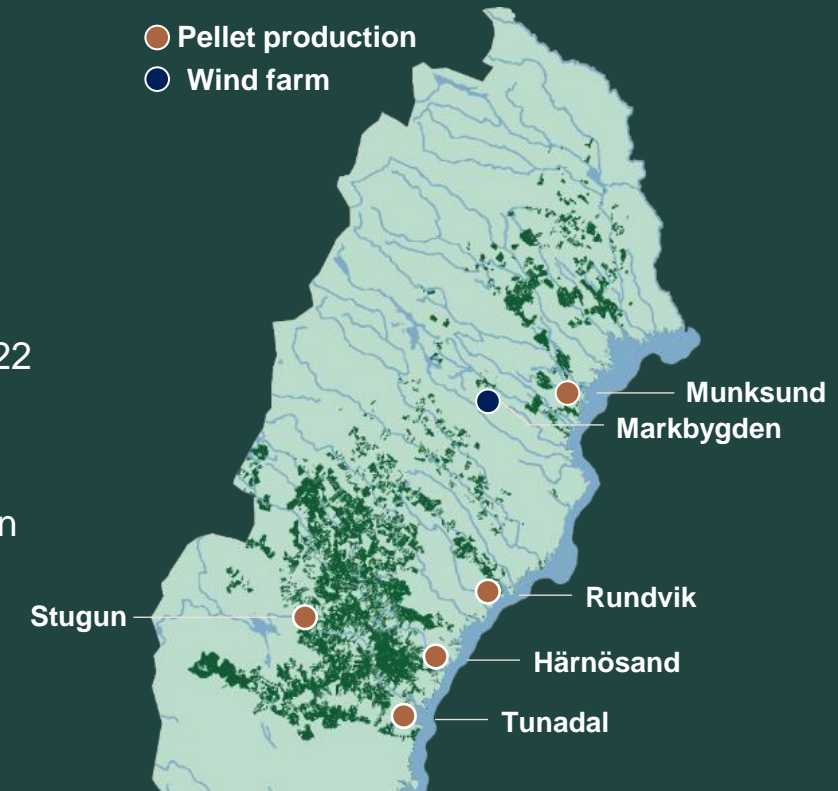 Pellet production
Wind farm
22
Munksund
Markbygden
n
Rundvik
Stugun
Härnösand
Tunadal